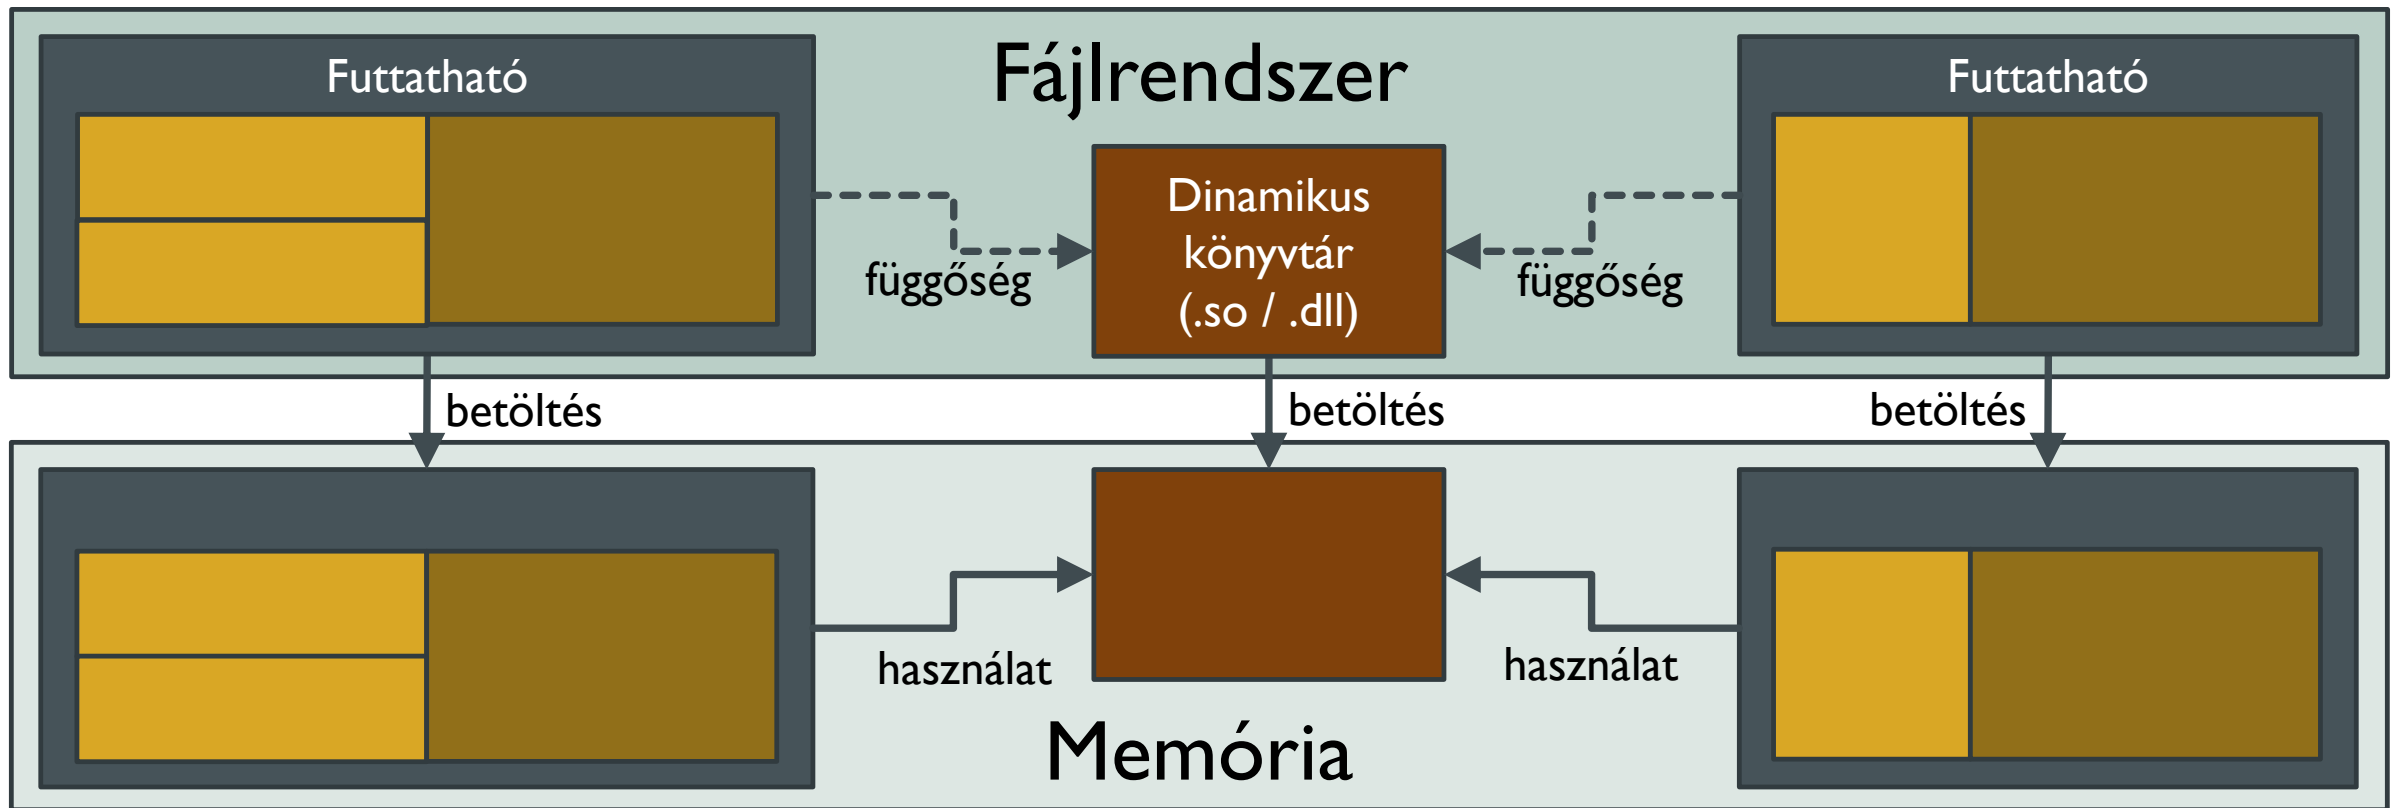 Fájlrendszer
Futtatható
Futtatható
Dinamikus
könyvtár
(.so / .dll)
függőség
függőség
betöltés
betöltés
betöltés
használat
használat
Memória